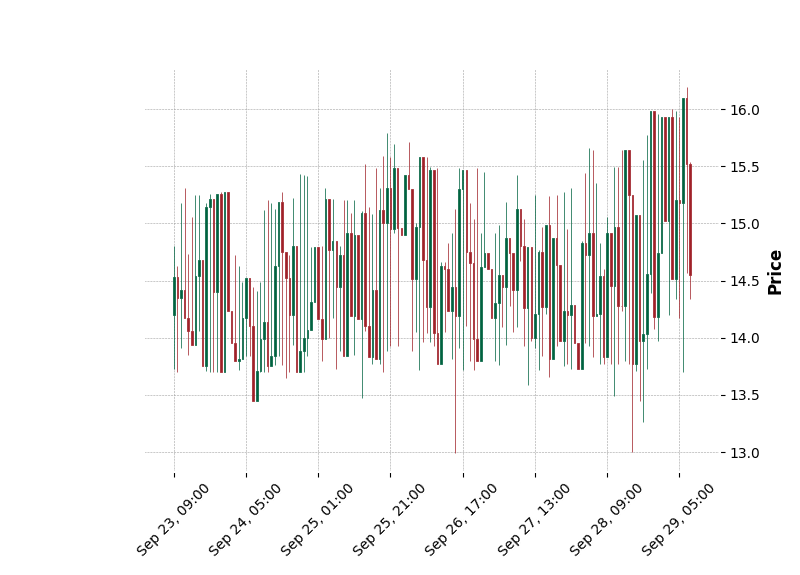 16.0
15.5
15.0
14.5
14.0
13.5
13.0
Price
Sep 23, 09:00
Sep 24, 05:00
Sep 25, 01:00
Sep 25, 21:00
Sep 26, 17:00
Sep 27, 13:00
Sep 28, 09:00
Sep 29, 05:00